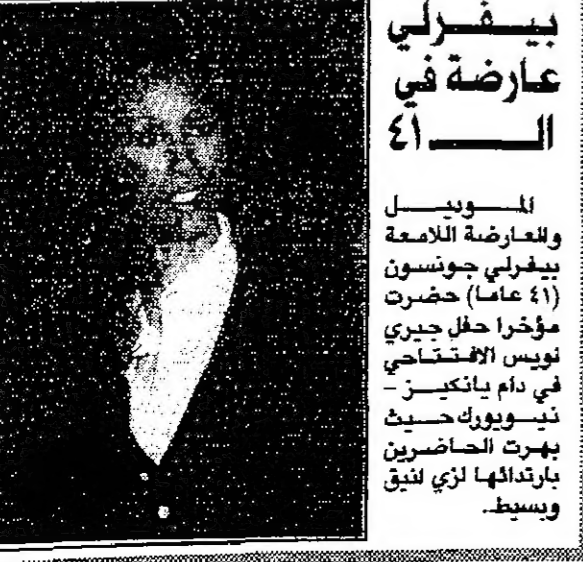 بيفرلي
عارضة في
الـ ٤١
الموديل
والعارضة اللامعة
بيفرلي جونسون
(٤١ عاما) حضرت
مؤخرا حفل جيري
نويس الافتتاحي
في دام يانكيز -
نيويورك حيث
بهرت الحاضرين
بارتدائها لزي انيق
وبسيط..